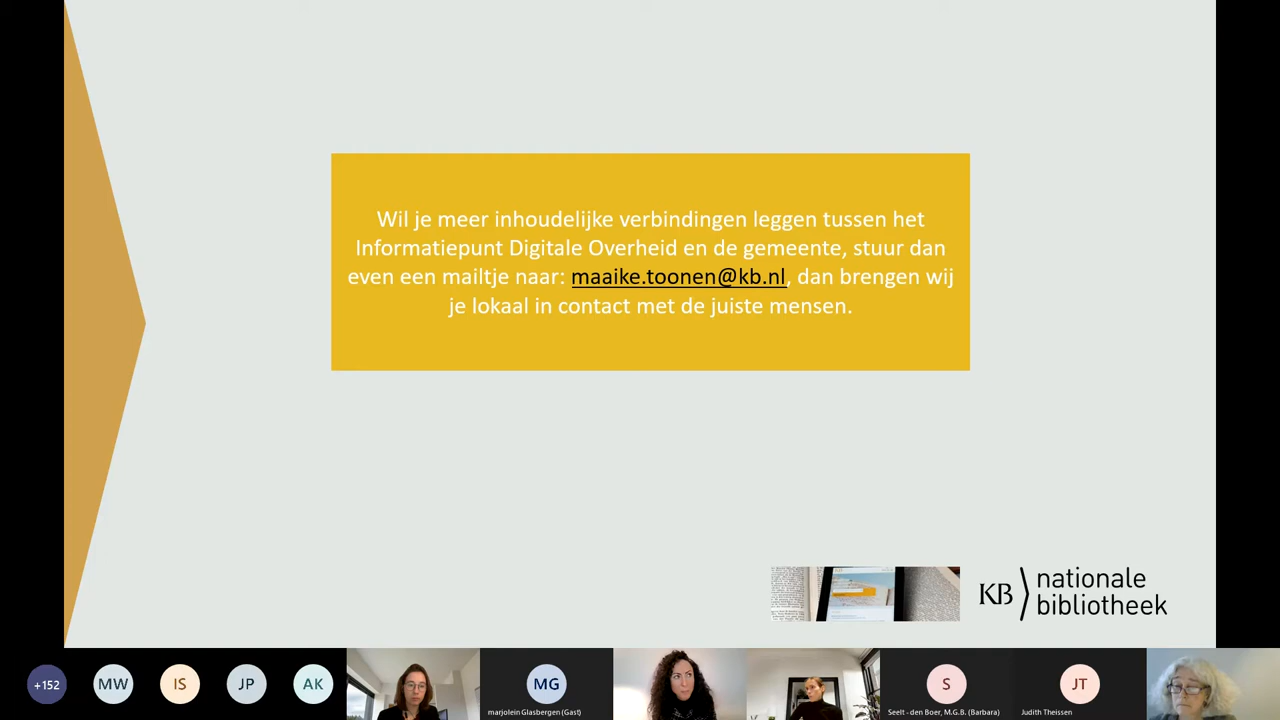 Wil je meer inhoudelijke verbindingen leggen tussen het
Informatiepunt Digitale Overheid en de gemeente, stuur dan
even een mailtje naar: maaike.toonen@kb.nl, dan brengen wij
je lokaal in contact met de juiste mensen.
KB nationale
bibliotheek
+152
MW
IS
JP
AK
MG
marjolein Glasbergen (Gast)
S
Seelt - den Boer, M.G.B. (Barbara)
JT
Judith Theissen